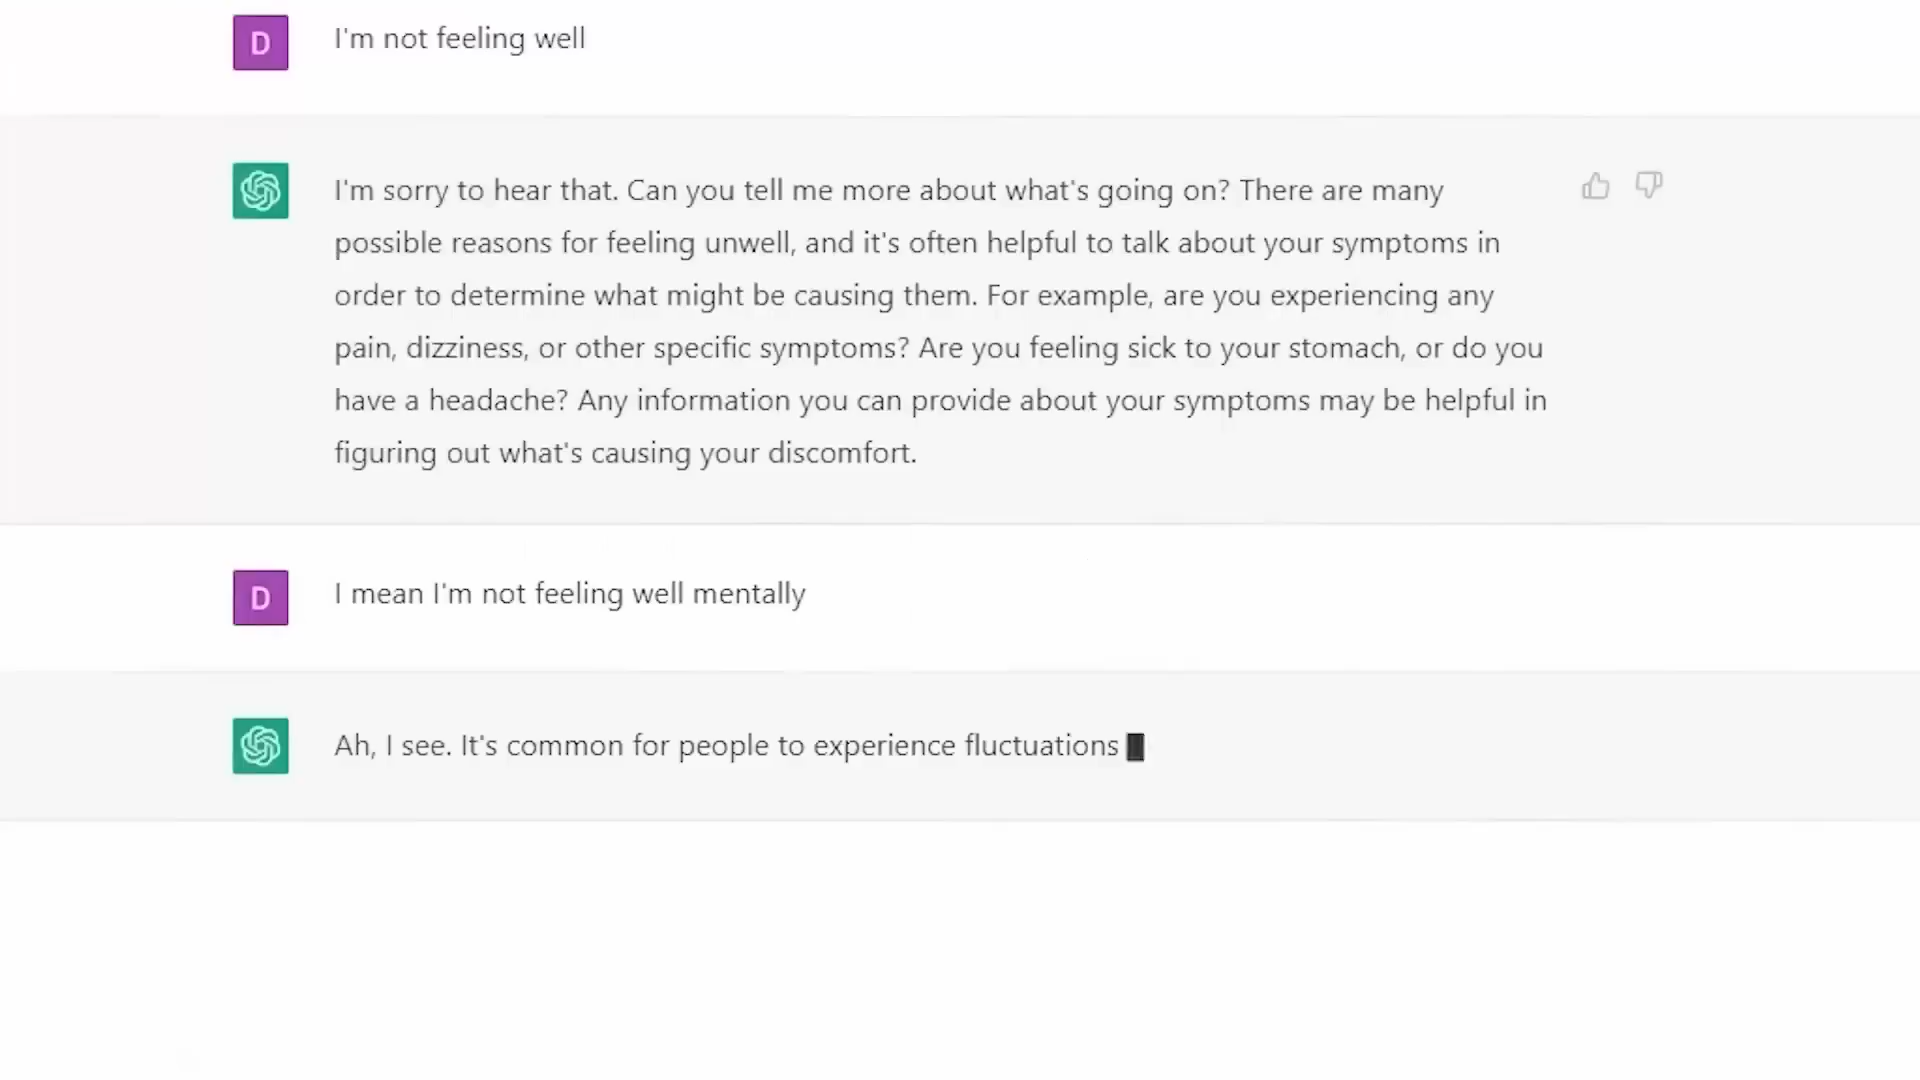 D
I'm not feeling well
I'm sorry to hear that. Can you tell me more about what's going on? There are many
possible reasons for feeling unwell, and it's often helpful to talk about your symptoms in
order to determine what might be causing them. For example, are you experiencing any
pain, dizziness, or other specific symptoms? Are you feeling sick to your stomach, or do you
have a headache? Any information you can provide about your symptoms may be helpful in
figuring out what's causing your discomfort.
D
I mean I'm not feeling well mentally
Ah, I see. It's common for people to experience fluctuations